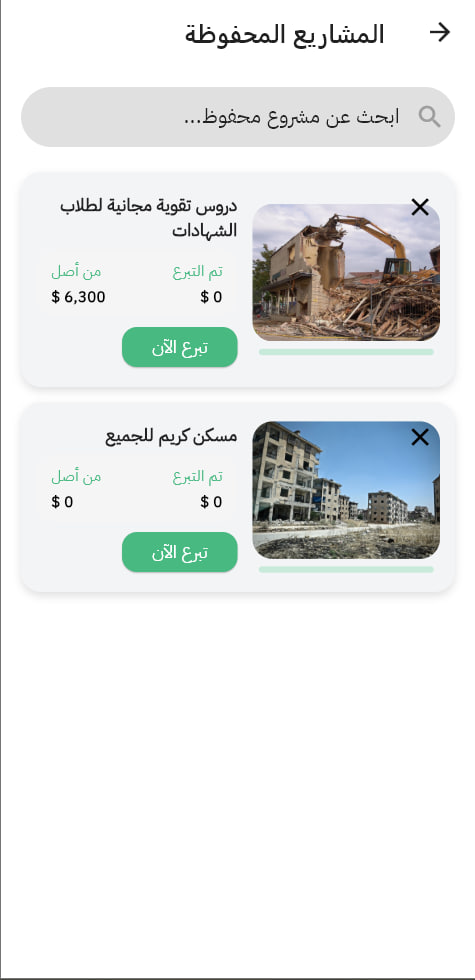 المشاريع المحفوظة
ابحث عن مشروع محفوظ...
دروس تقوية مجانية لطلاب
الشهادات
تم التبرع
من أصل
$ 0
$ 6,300
تبرع الآن
مسكن كريم للجميع
تم التبرع
من أصل
$ 0
$ 0
تبرع الآن